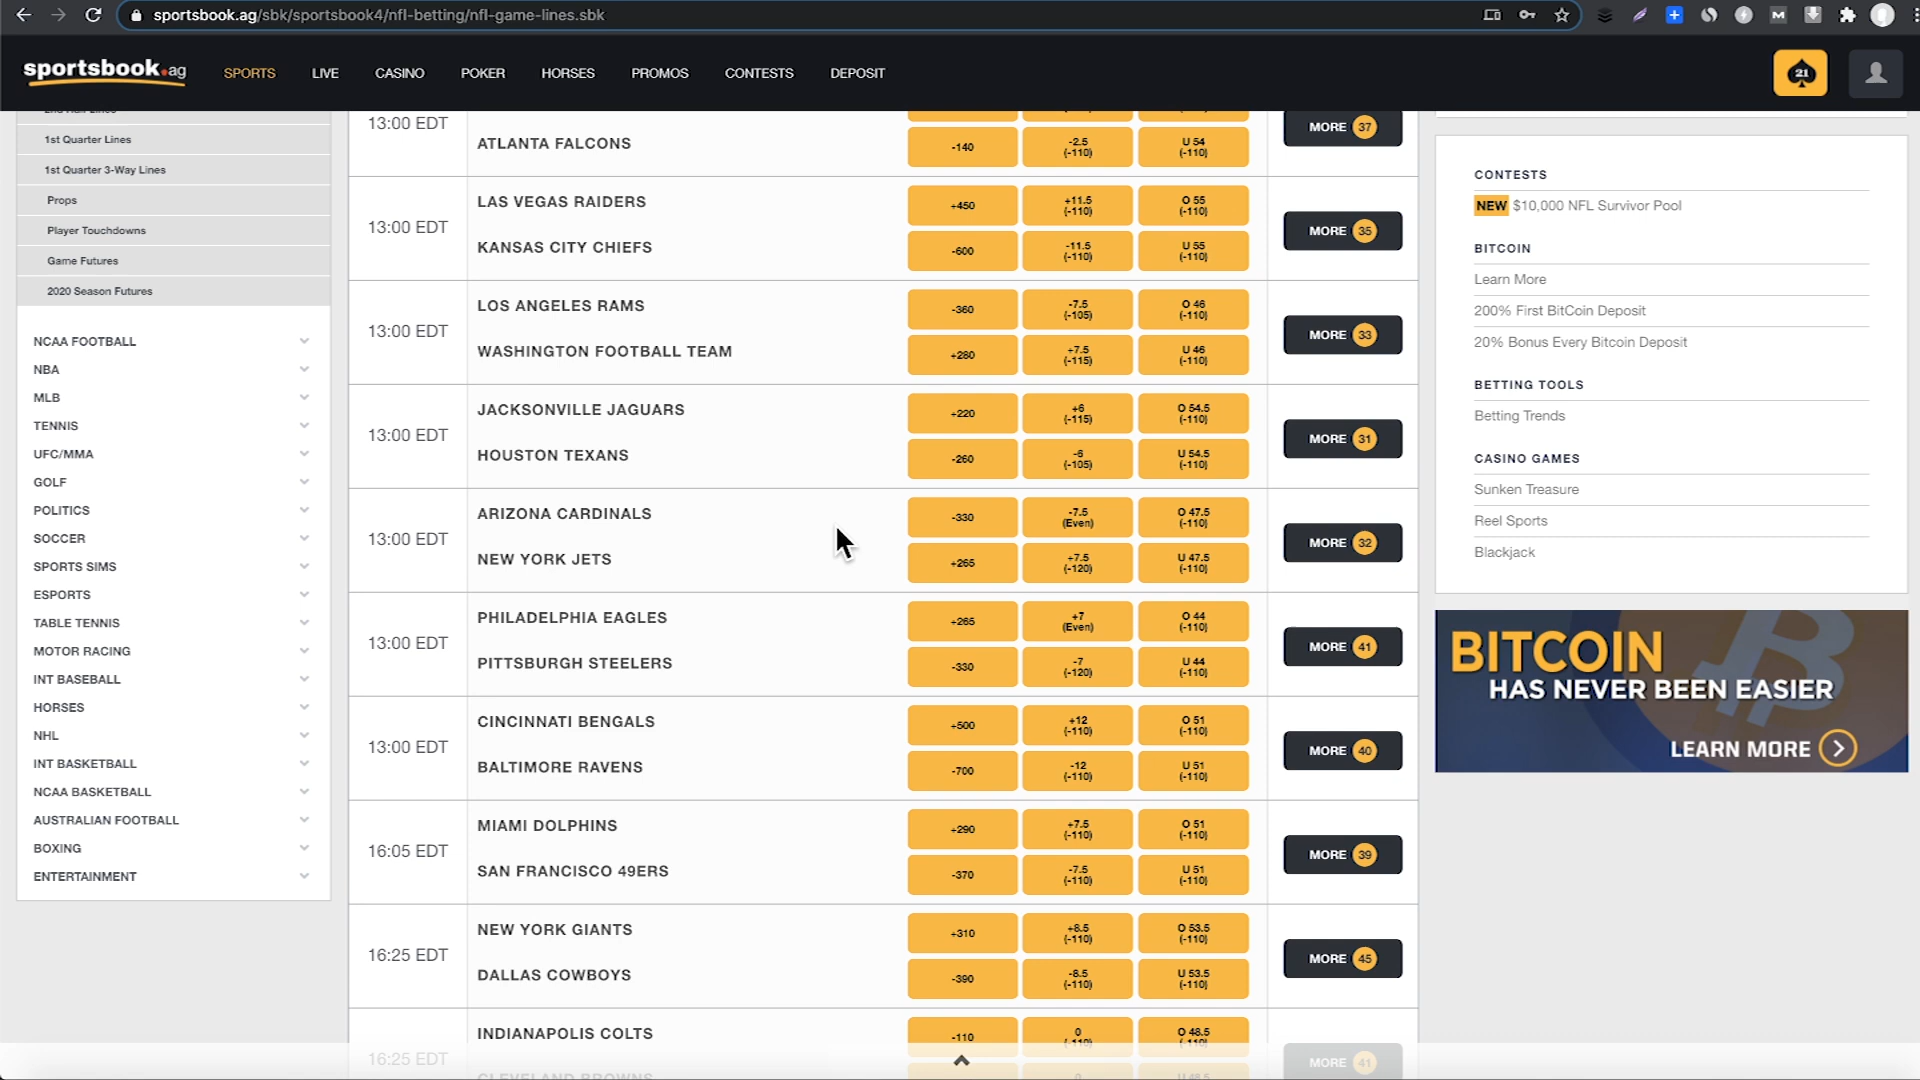 sportsbook.ag/sbk/sportsbook4/nfl-betting/nfl-game-lines.sbk
sportsbook.ag
SPORTS
LIVE
CASINO
POKER
HORSES
PROMOS
CONTESTS
DEPOSIT
21
1st Quarter Lines
1st Quarter 3-Way Lines
Props
Player Touchdowns
Game Futures
2020 Season Futures
NCAA FOOTBALL
NBA
MLB
TENNIS
UFC/MMA
GOLF
POLITICS
SOCCER
SPORTS SIMS
ESPORTS
TABLE TENNIS
MOTOR RACING
INT BASEBALL
HORSES
NHL
INT BASKETBALL
NCAA BASKETBALL
AUSTRALIAN FOOTBALL
BOXING
ENTERTAINMENT
13:00 EDT
ATLANTA FALCONS
-140
-2.5
(-110)
U 54
(-110)
MORE 37
13:00 EDT
LAS VEGAS RAIDERS
+450
+11.5
(-110)
O 55
(-110)
KANSAS CITY CHIEFS
-600
-11.5
(-110)
U 55
(-110)
MORE 35
13:00 EDT
LOS ANGELES RAMS
-360
-7.5
(-105)
O 46
(-110)
WASHINGTON FOOTBALL TEAM
+280
+7.5
(-115)
U 46
(-110)
MORE 33
13:00 EDT
JACKSONVILLE JAGUARS
+220
+6
(-115)
O 54.5
(-110)
HOUSTON TEXANS
-260
-6
(-105)
U 54.5
(-110)
MORE 31
13:00 EDT
ARIZONA CARDINALS
-330
-7.5
(Even)
O 47.5
(-110)
NEW YORK JETS
+265
+7.5
(-120)
U 47.5
(-110)
MORE 32
13:00 EDT
PHILADELPHIA EAGLES
+265
+7
(Even)
O 44
(-110)
PITTSBURGH STEELERS
-330
-7
(-120)
U 44
(-110)
MORE 41
13:00 EDT
CINCINNATI BENGALS
+500
+12
(-110)
O 51
(-110)
BALTIMORE RAVENS
-700
-12
(-110)
U 51
(-110)
MORE 40
16:05 EDT
MIAMI DOLPHINS
+290
+7.5
(-110)
O 51
(-110)
SAN FRANCISCO 49ERS
-370
-7.5
(-110)
U 51
(-110)
MORE 39
16:25 EDT
NEW YORK GIANTS
+310
+8.5
(-110)
O 53.5
(-110)
DALLAS COWBOYS
-390
-8.5
(-110)
U 53.5
(-110)
MORE 45
16:25 EDT
INDIANAPOLIS COLTS
-110
0
(-110)
O 48.5
(-110)
CLEVELAND BROWNS
0
U 48.5
MORE 41
CONTESTS
NEW $10,000 NFL Survivor Pool
BITCOIN
Learn More
200% First BitCoin Deposit
20% Bonus Every Bitcoin Deposit
BETTING TOOLS
Betting Trends
CASINO GAMES
Sunken Treasure
Reel Sports
Blackjack
BITCOIN
HAS NEVER BEEN EASIER
LEARN MORE